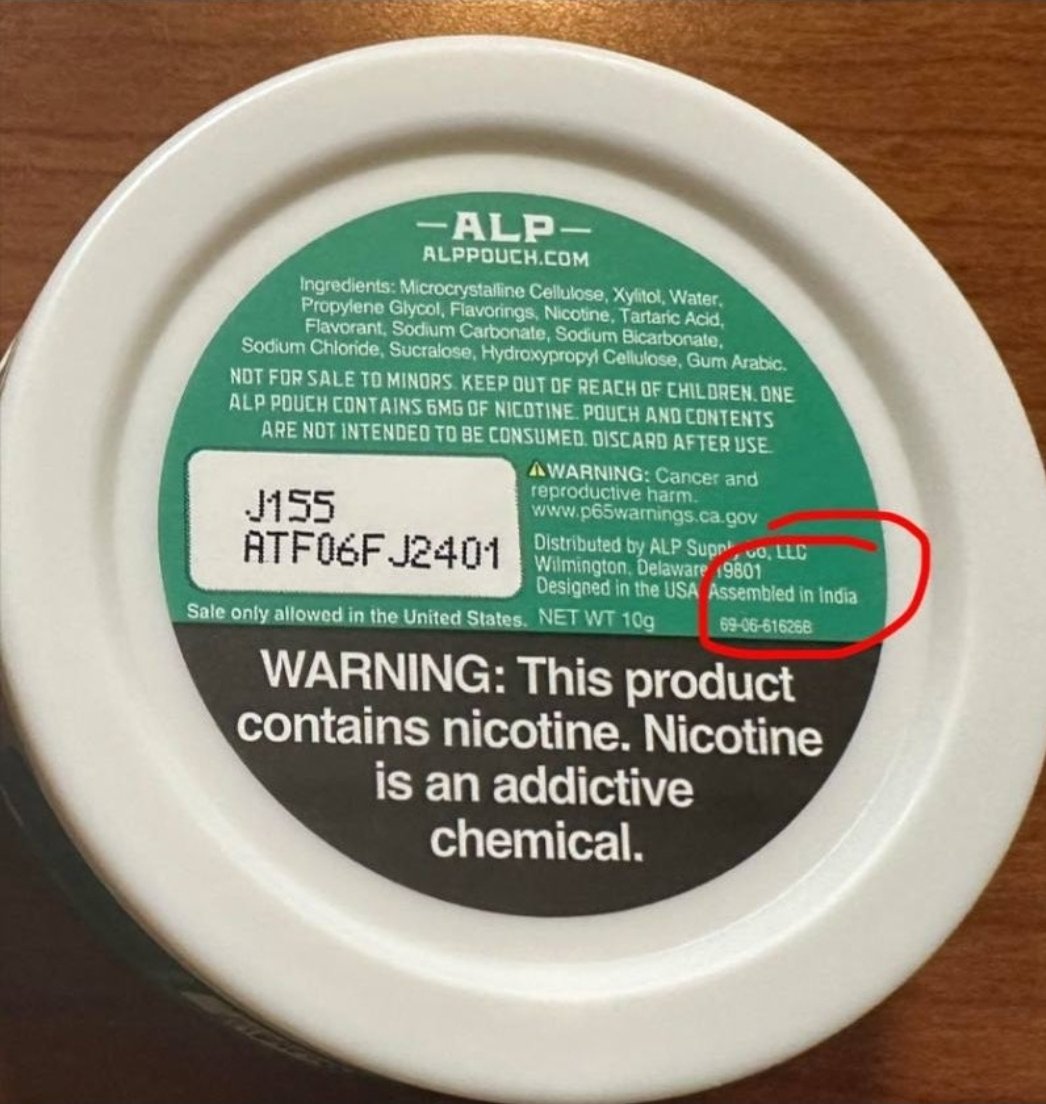 —ALP—
ALPPOUCH.COM
Ingredients: Microcrystalline Cellulose, Xylitol, Water,
Propylene Glycol, Flavorings, Nicotine, Tartaric Acid,
Flavorant, Sodium Carbonate, Sodium Bicarbonate,
Sodium Chloride, Sucralose, Hydroxypropyl Cellulose, Gum Arabic.
NOT FOR SALE TO MINORS. KEEP OUT OF REACH OF CHILDREN. ONE
ALP POUCH CONTAINS 6MG OF NICOTINE. POUCH AND CONTENTS
ARE NOT INTENDED TO BE CONSUMED. DISCARD AFTER USE.
J155
ATF06FJ2401
WARNING: Cancer and
reproductive harm.
www.p65warnings.ca.gov
Distributed by ALP Supply Co, LLC
Wilmington, Delaware 19801
Designed in the USA Assembled in India
Sale only allowed in the United States. NET WT 10g
69-06-61626B
WARNING: This product
contains nicotine. Nicotine
is an addictive
chemical.